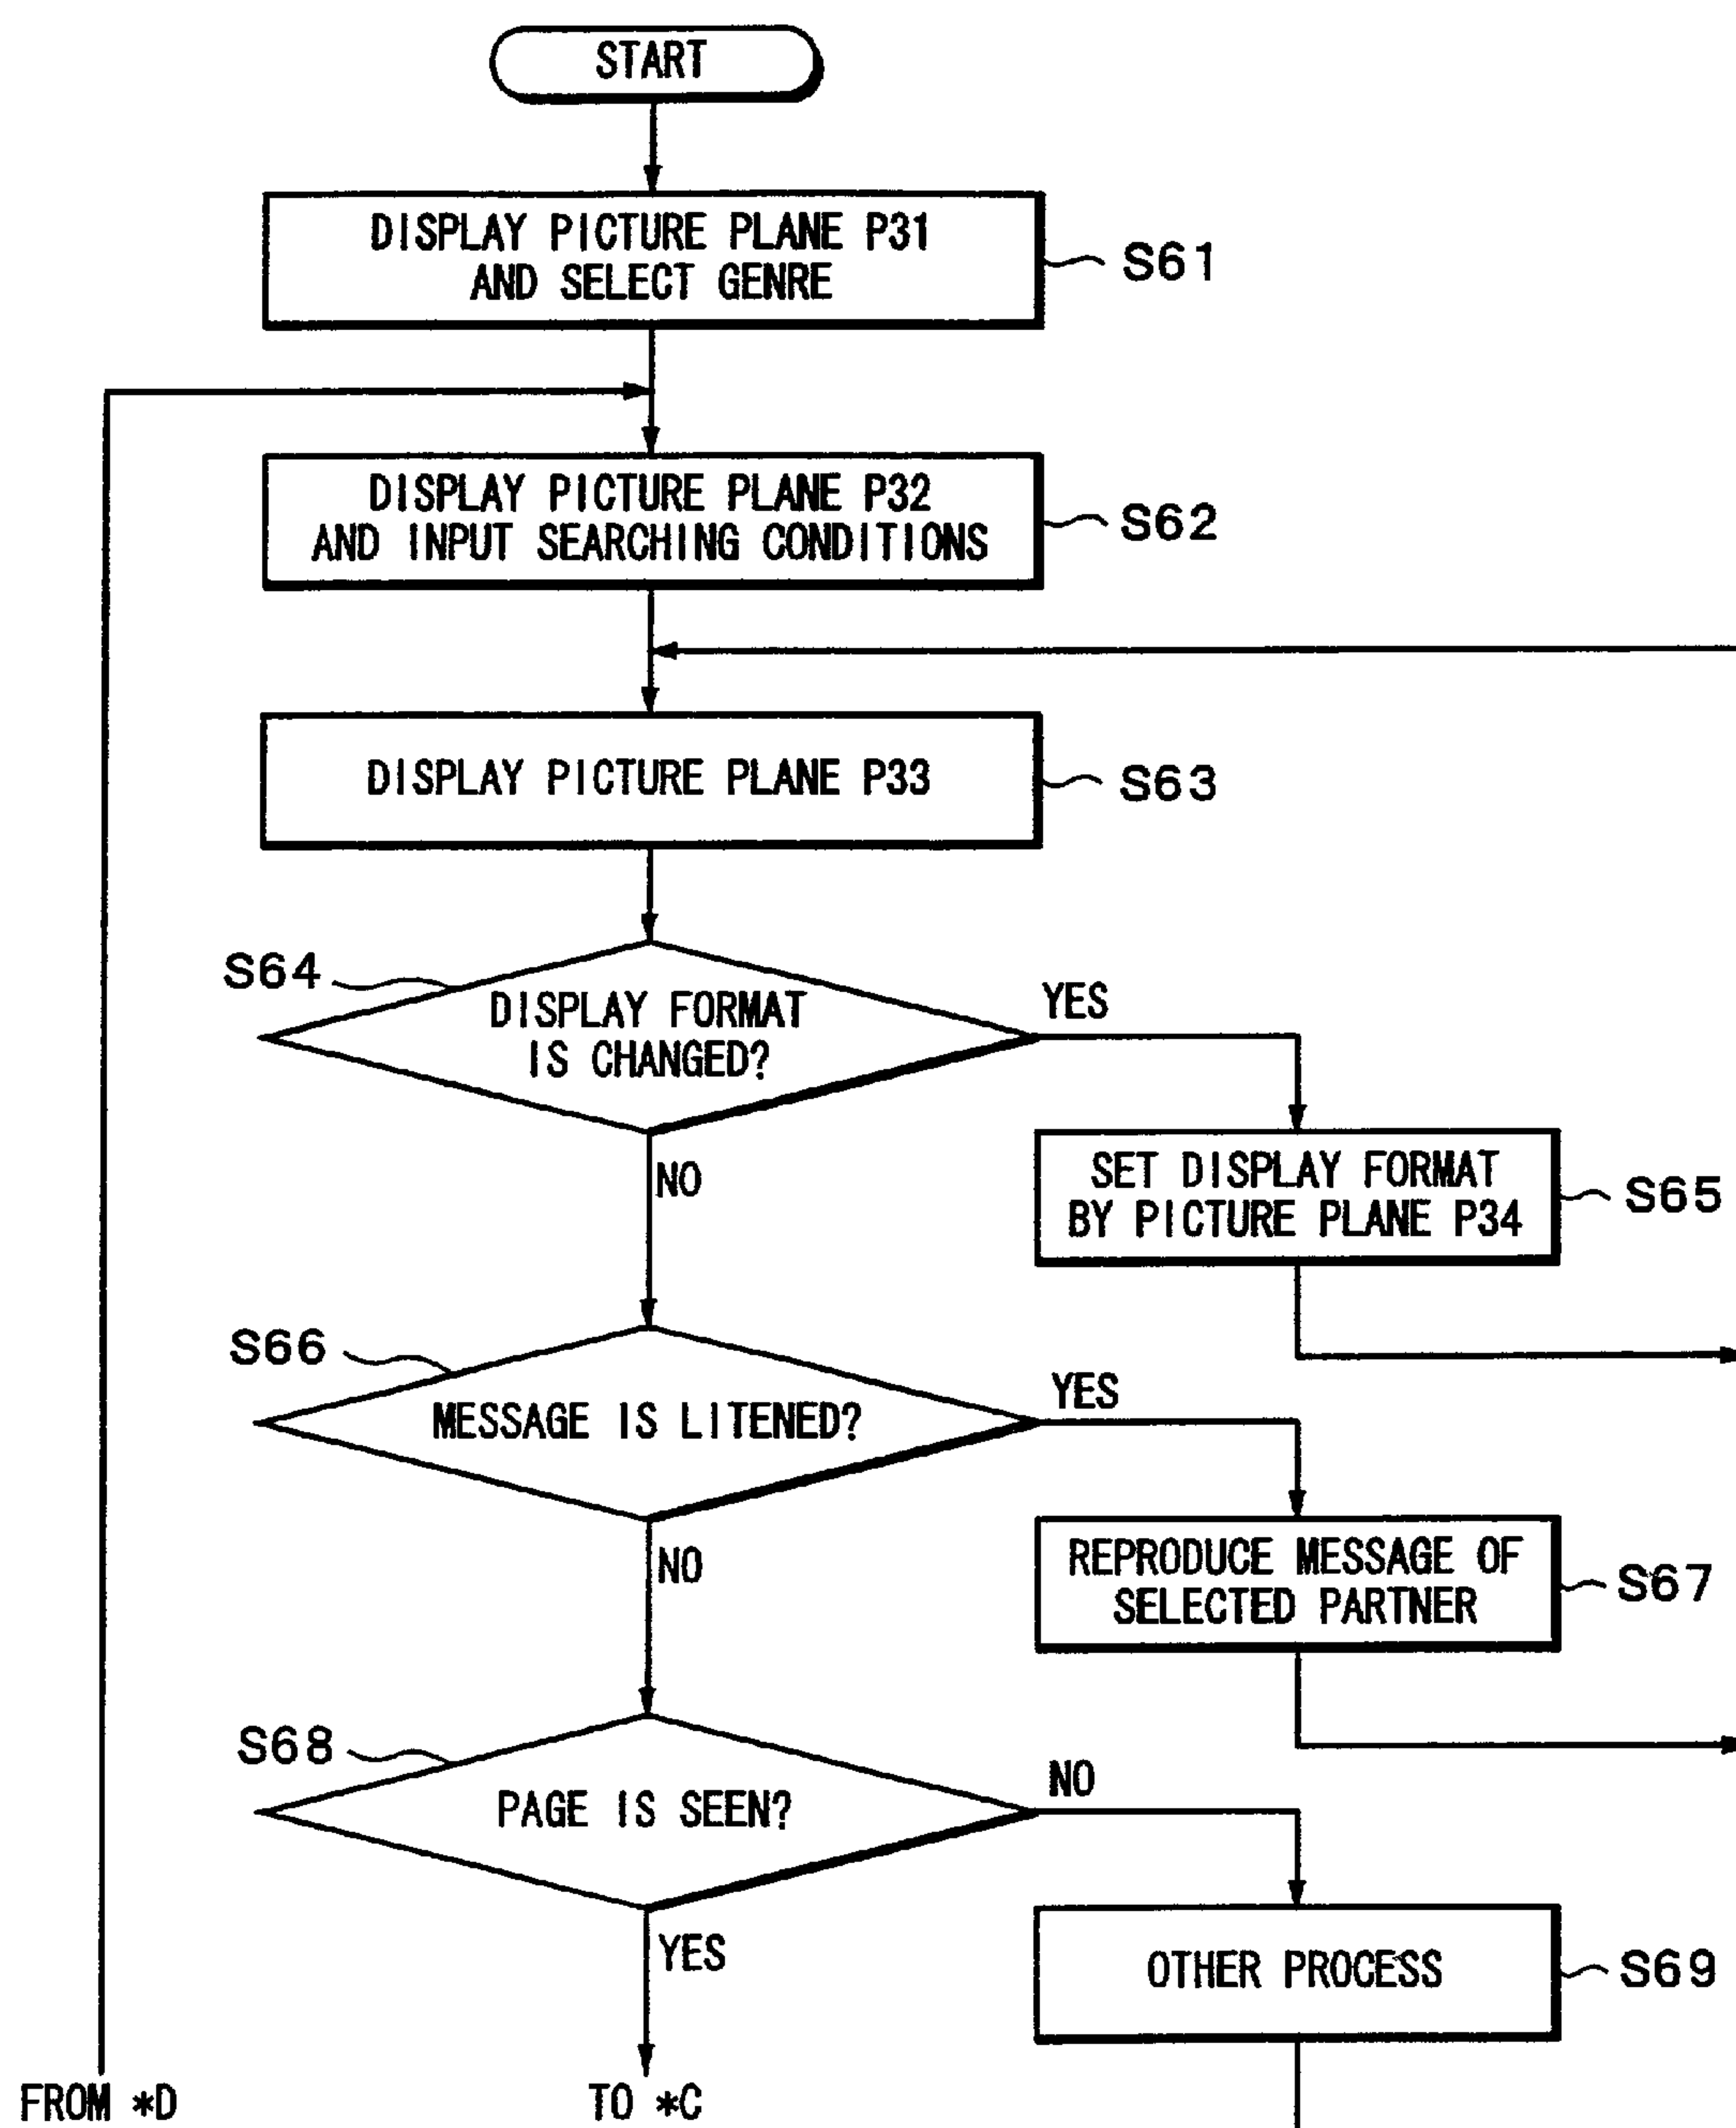 START
DISPLAY PICTURE PLANE P31
AND SELECT GENRE
S61
DISPLAY PICTURE PLANE P32
AND INPUT SEARCHING CONDITIONS
S62
DISPLAY PICTURE PLANE P33
S63
S64
DISPLAY FORMAT
IS CHANGED?
YES
NO
SET DISPLAY FORMAT
BY PICTURE PLANE P34
S65
S66
MESSAGE IS LITENED?
YES
NO
REPRODUCE MESSAGE OF
SELECTED PARTNER
S67
S68
PAGE IS SEEN?
NO
YES
OTHER PROCESS
S69
FROM *D
TO *C